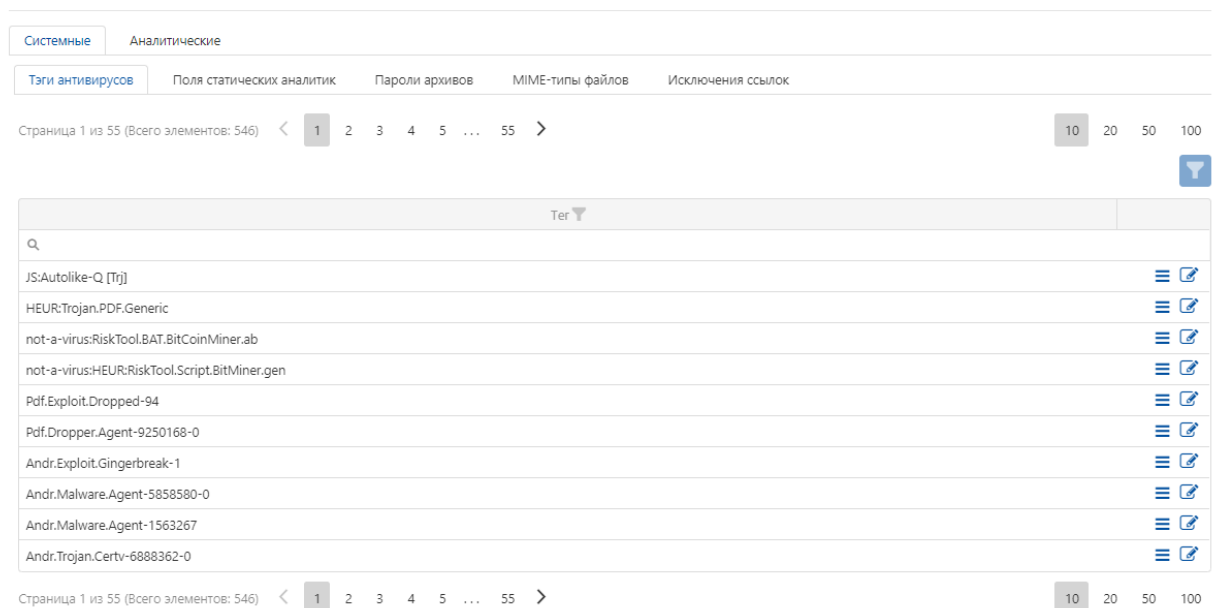 Системные Аналитические
Тэги антивирусов Поля статических аналитик Пароли архивов MIME-типы файлов Исключения ссылок
Страница 1 из 55 (Всего элементов: 546) 1 2 3 4 5 ... 55 10 20 50 100
Тег
JS:Autolike-Q [Trj]
HEUR:Trojan.PDF.Generic
not-a-virus:RiskTool.BAT.BitCoinMiner.ab
not-a-virus:HEUR:RiskTool.Script.BitMiner.gen
Pdf.Exploit.Dropped-94
Pdf.Dropper.Agent-9250168-0
Andr.Exploit.Gingerbreak-1
Andr.Malware.Agent-5858580-0
Andr.Malware.Agent-1563267
Andr.Trojan.Certv-6888362-0
Страница 1 из 55 (Всего элементов: 546) 1 2 3 4 5 ... 55 10 20 50 100